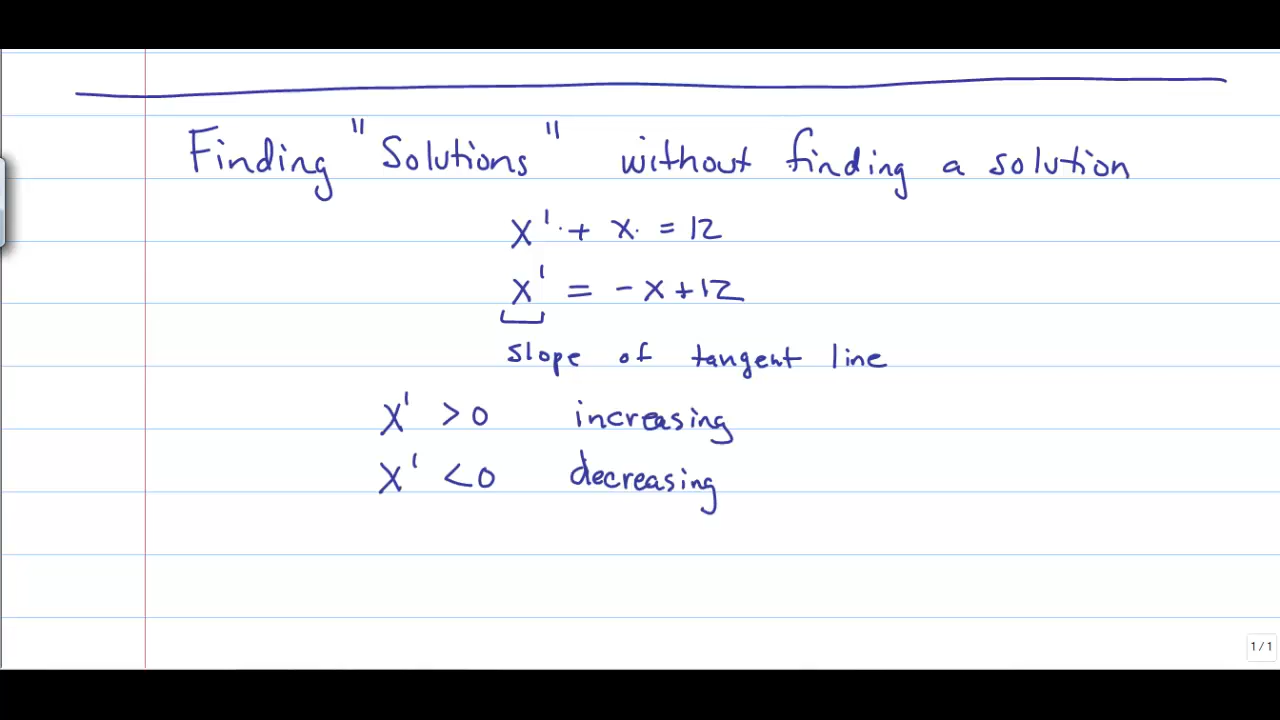 Finding "Solutions" without finding a solution
x' + x = 12
x' = -x+12
slope of tangent line
x' >0 increasing
x' <0 decreasing
1/1